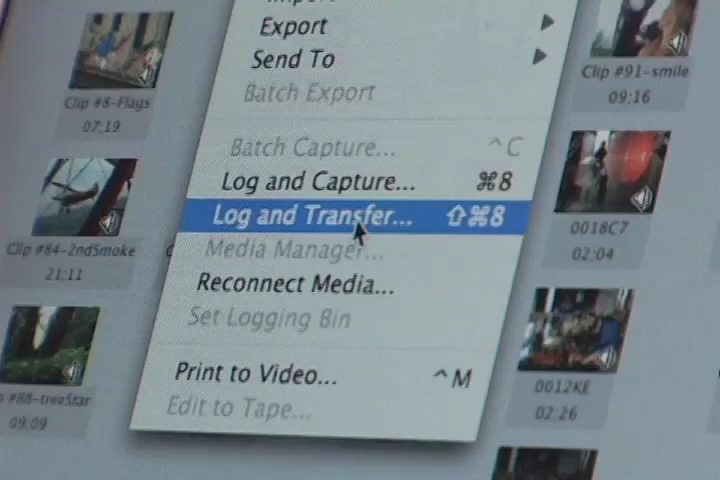 Export
Send To
Batch Export
Batch Capture... ^C
Log and Capture... ⌘8
Log and Transfer... ⇧⌘8
Media Manager...
Reconnect Media...
Set Logging Bin
Print to Video... ^M
Edit to Tape...
Clip #8-Flags
07:19
Clip #84-2ndSmoke
21:11
#88-treeStar
09:09
Clip #91-smile
09:16
0018C7
02:04
0012KE
02:26